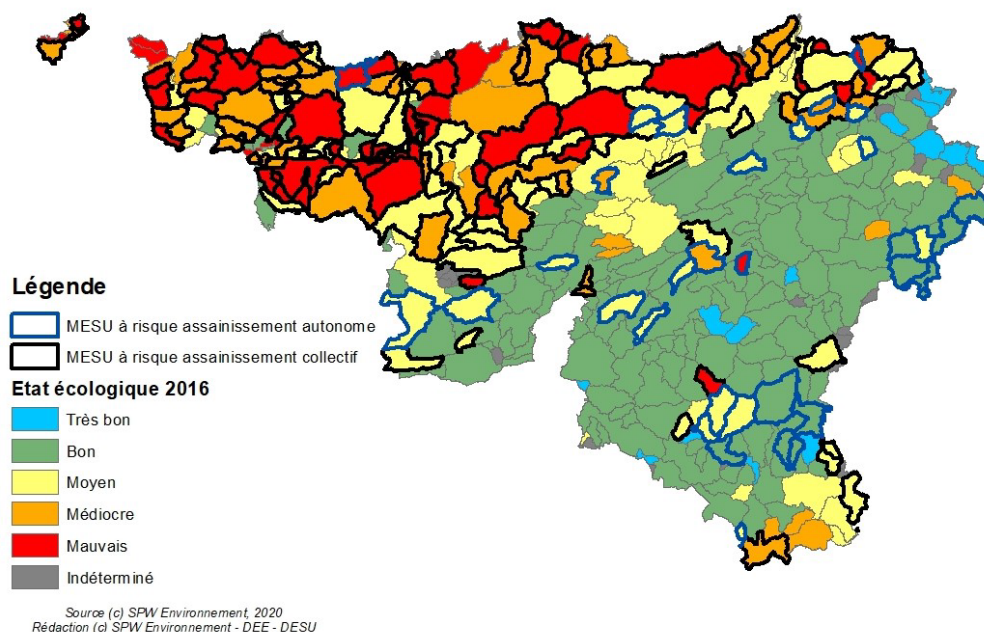 Légende
MESU à risque assainissement autonome
MESU à risque assainissement collectif
Etat écologique 2016
Très bon
Bon
Moyen
Médiocre
Mauvais
Indéterminé
Source (c) SPW Environnement, 2020
Rédaction (c) SPW Environnement - DEE - DESU